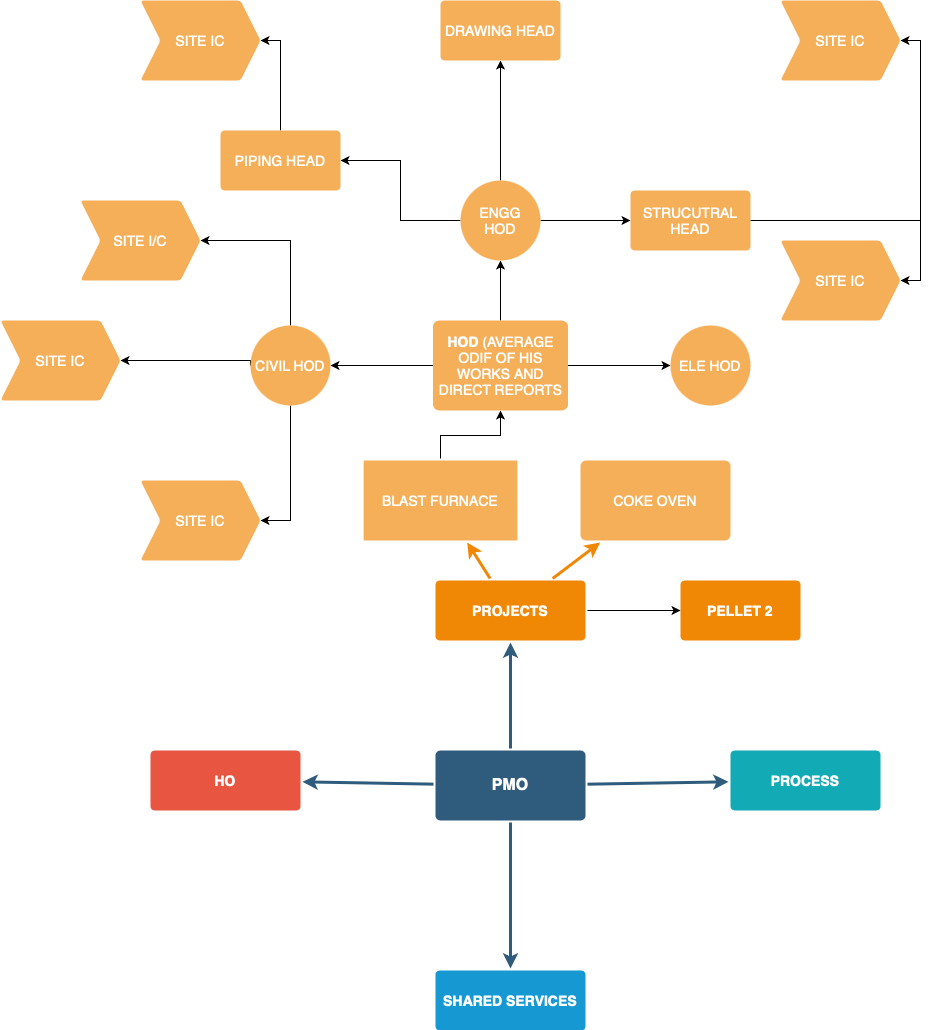 SITE IC
DRAWING HEAD
SITE IC
PIPING HEAD
ENGG
HOD
STRUCUTRAL
HEAD
SITE I/C
SITE IC
SITE IC
CIVIL HOD
HOD (AVERAGE
ODIF OF HIS
WORKS AND
DIRECT REPORTS
ELE HOD
SITE IC
BLAST FURNACE
COKE OVEN
PROJECTS
PELLET 2
HO
PMO
PROCESS
SHARED SERVICES